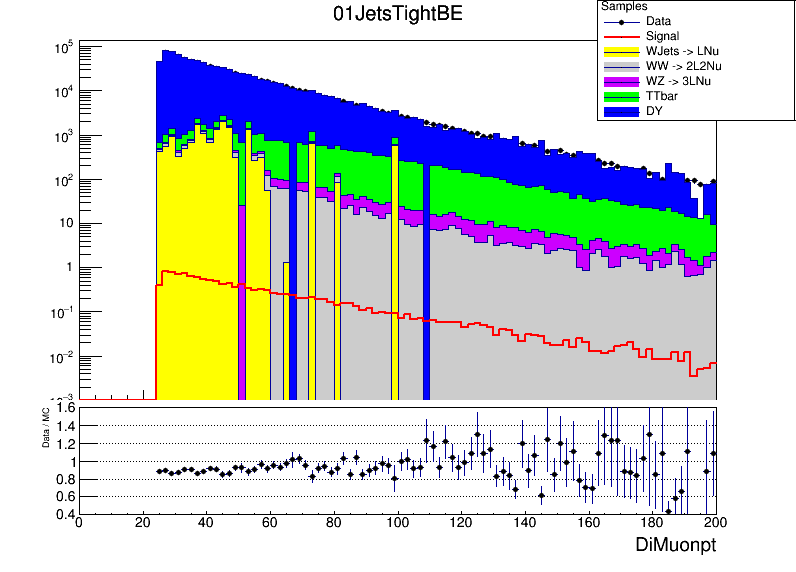 01JetsTightBE
Samples
Data
Signal
WJets -> LNu
WW -> 2L2Nu
WZ -> 3LNu
TTbar
DY
10^5
10^4
10^3
10^2
10
1
10^−1
10^−2
10^−3
Data / MC
1.6
1.4
1.2
1
0.8
0.6
0.4
0 20 40 60 80 100 120 140 160 180 200
DiMuonpt